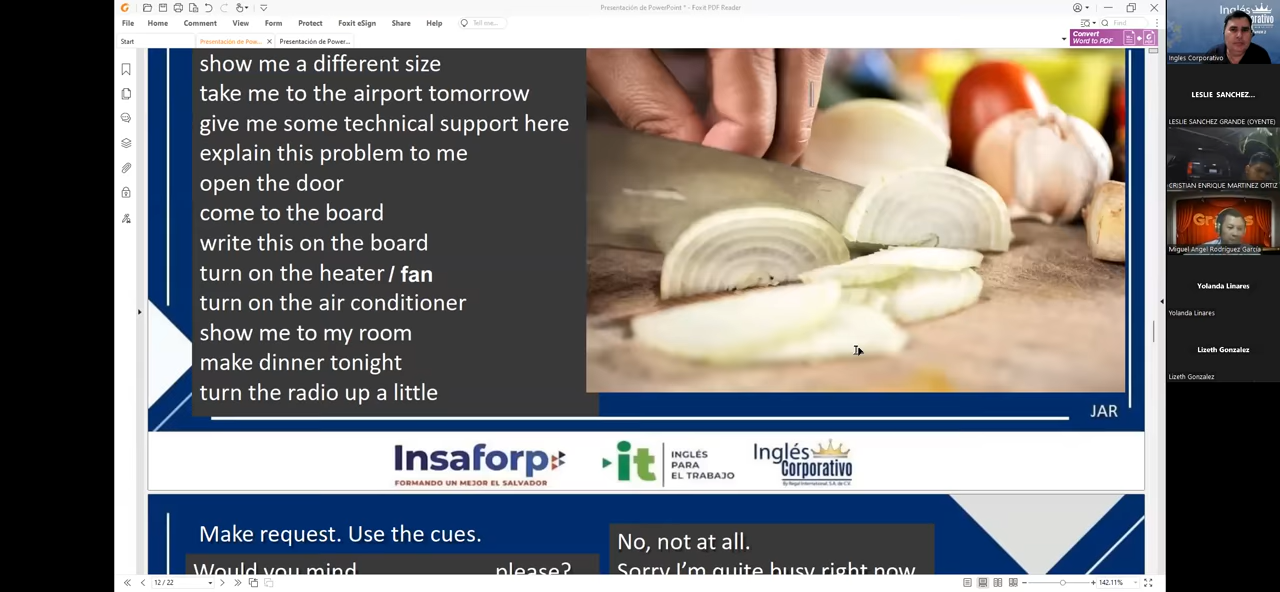 Presentación de PowerPoint * - Foxit PDF Reader
File Home Comment View Form Protect Foxit eSign Share Help Tell me... Find
Convert
Word to PDF
Start Presentación de Pow... Presentación de Power...
show me a different size
take me to the airport tomorrow
give me some technical support here
explain this problem to me
open the door
come to the board
write this on the board
turn on the heater / fan
turn on the air conditioner
show me to my room
make dinner tonight
turn the radio up a little
JAR
Insaforp
FORMANDO UN MEJOR EL SALVADOR
it
INGLÉS
PARA
EL TRABAJO
Inglés
Corporativo
By Regal International, S.A. de C.V.
Make request. Use the cues.
Would you mind please?
No, not at all.
Sorry I'm quite busy right now
12 / 22
142.11%
Inglés
Ingles Corporativo
LESLIE SANCHEZ...
LESLIE SANCHEZ GRANDE (OYENTE)
CRISTIAN ENRIQUE MARTINEZ ORTIZ
Miguel Angel Rodriguez Garcia
Yolanda Linares
Yolanda Linares
Lizeth Gonzalez
Lizeth Gonzalez